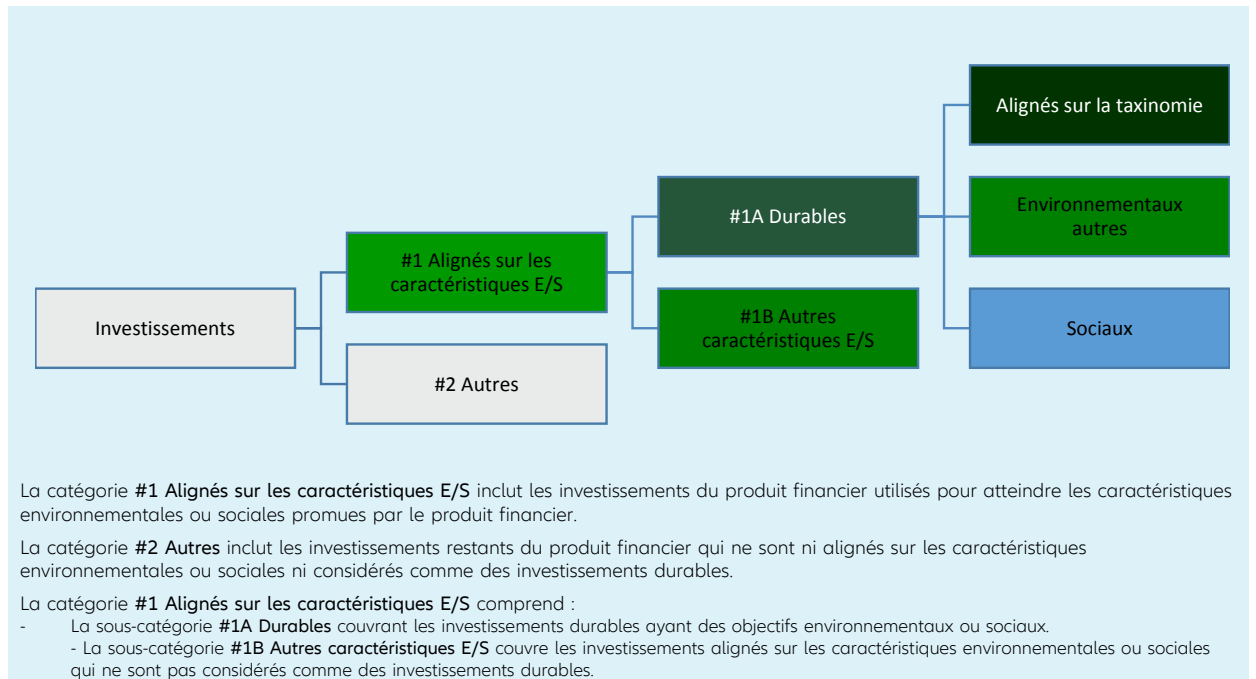 Investissements
#1 Alignés sur les
caractéristiques E/S
#2 Autres
#1A Durables
#1B Autres
caractéristiques E/S
Alignés sur la taxinomie
Environnementaux
autres
Sociaux
La catégorie #1 Alignés sur les caractéristiques E/S inclut les investissements du produit financier utilisés pour atteindre les caractéristiques
environnementales ou sociales promues par le produit financier.
La catégorie #2 Autres inclut les investissements restants du produit financier qui ne sont ni alignés sur les caractéristiques
environnementales ou sociales ni considérés comme des investissements durables.
La catégorie #1 Alignés sur les caractéristiques E/S comprend :
- La sous-catégorie #1A Durables couvrant les investissements durables ayant des objectifs environnementaux ou sociaux.
- La sous-catégorie #1B Autres caractéristiques E/S couvre les investissements alignés sur les caractéristiques environnementales ou sociales
qui ne sont pas considérés comme des investissements durables.